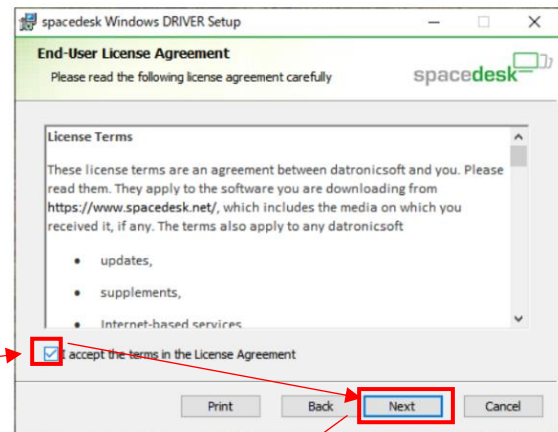 spacedesk Windows DRIVER Setup
End-User License Agreement
Please read the following license agreement carefully
spacedesk
License Terms
These license terms are an agreement between datronicsoft and you. Please
read them. They apply to the software you are downloading from
https://www.spacedesk.net/, which includes the media on which you
received it, if any. The terms also apply to any datronicsoft
• updates,
• supplements,
• Internet-based services
I accept the terms in the License Agreement
Print Back Next Cancel